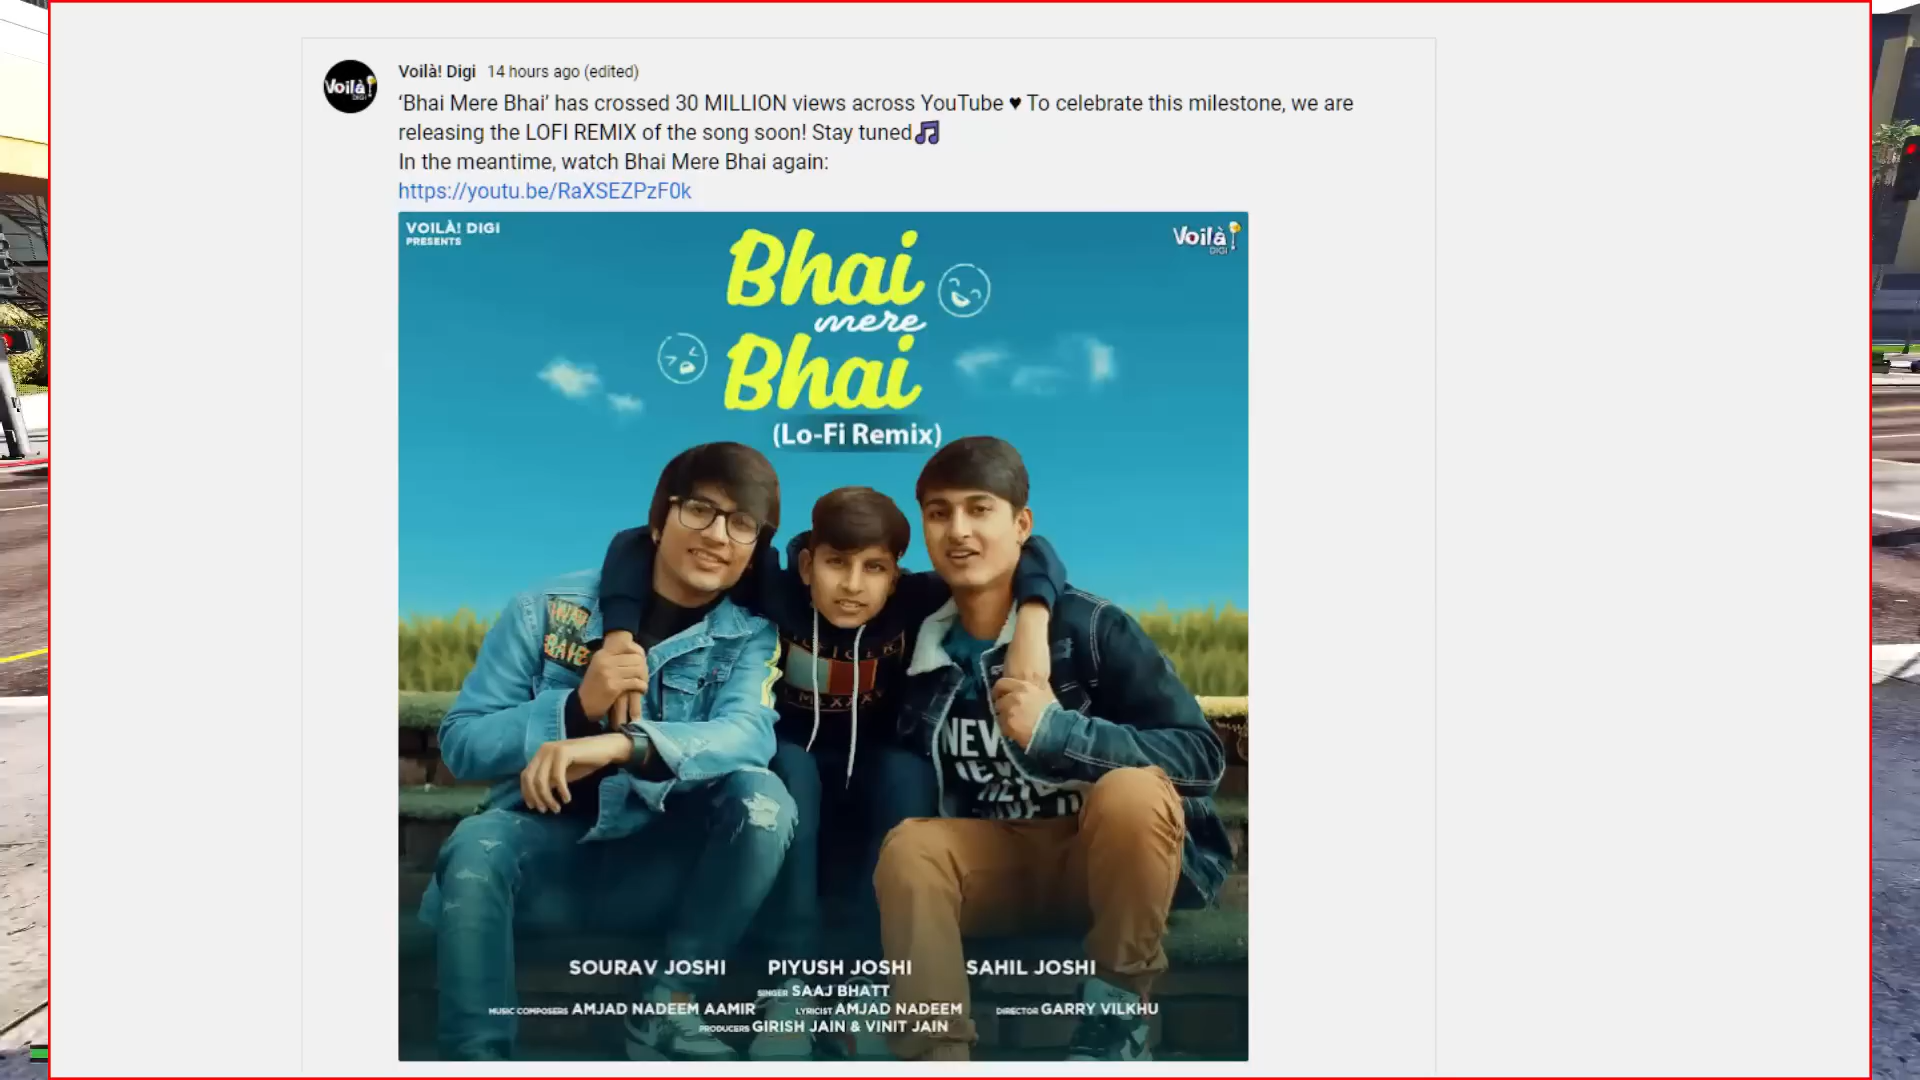 Voilà! Digi 14 hours ago (edited)
‘Bhai Mere Bhai’ has crossed 30 MILLION views across YouTube ♥ To celebrate this milestone, we are
releasing the LOFI REMIX of the song soon! Stay tuned🎵
In the meantime, watch Bhai Mere Bhai again:
https://youtu.be/RaXSEZPzF0k
Voilà!
DIGI
VOILÀ! DIGI
PRESENTS
Voilà!
DIGI
Bhai
mere
Bhai
(Lo-Fi Remix)
NEV
SOURAV JOSHI PIYUSH JOSHI SAHIL JOSHI
SINGER SAAJ BHATT
MUSIC COMPOSERS AMJAD NADEEM AAMIR LYRICIST AMJAD NADEEM DIRECTOR GARRY VILKHU
PRODUCERS GIRISH JAIN & VINIT JAIN